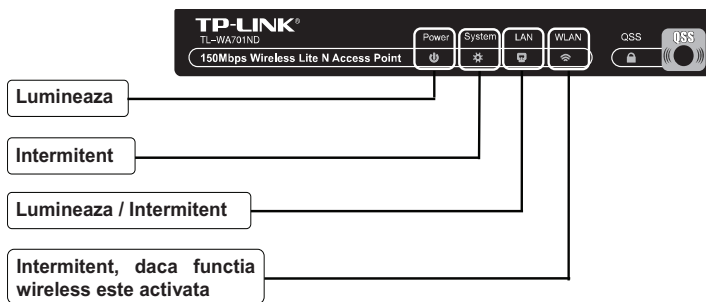 TP-LINK®
TL-WA701ND
Power System LAN WLAN QSS QSS
150Mbps Wireless Lite N Access Point
Lumineaza
Intermitent
Lumineaza / Intermitent
Intermitent, daca functia
wireless este activata